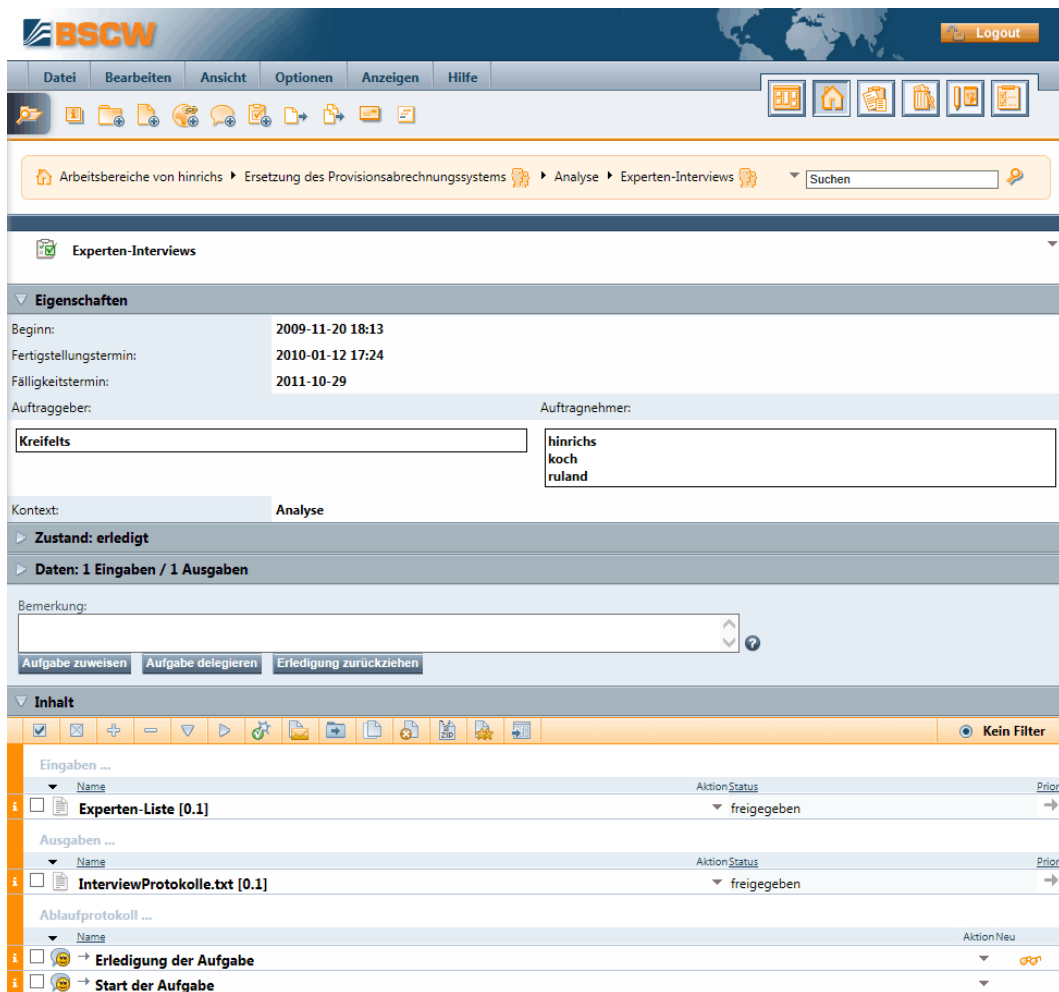 BSCW
Logout
Datei Bearbeiten Ansicht Optionen Anzeigen Hilfe
Arbeitsbereiche von hinrichs Ersetzung des Provisionsabrechnungssystems Analyse Experten-Interviews Suchen
Experten-Interviews
Eigenschaften
Beginn: 2009-11-20 18:13
Fertigstellungstermin: 2010-01-12 17:24
Fälligkeitstermin: 2011-10-29
Auftraggeber: Auftragnehmer:
Kreifelts hinrichs
koch
ruland
Kontext: Analyse
Zustand: erledigt
Daten: 1 Eingaben / 1 Ausgaben
Bemerkung:
Aufgabe zuweisen Aufgabe delegieren Erledigung zurückziehen
Inhalt
ZIP Kein Filter
Eingaben ...
Name Aktion Status Prior
Experten-Liste [0.1] freigegeben
Ausgaben ...
Name Aktion Status Prior
InterviewProtokolle.txt [0.1] freigegeben
Ablaufprotokoll ...
Name Aktion Neu
Erledigung der Aufgabe
Start der Aufgabe